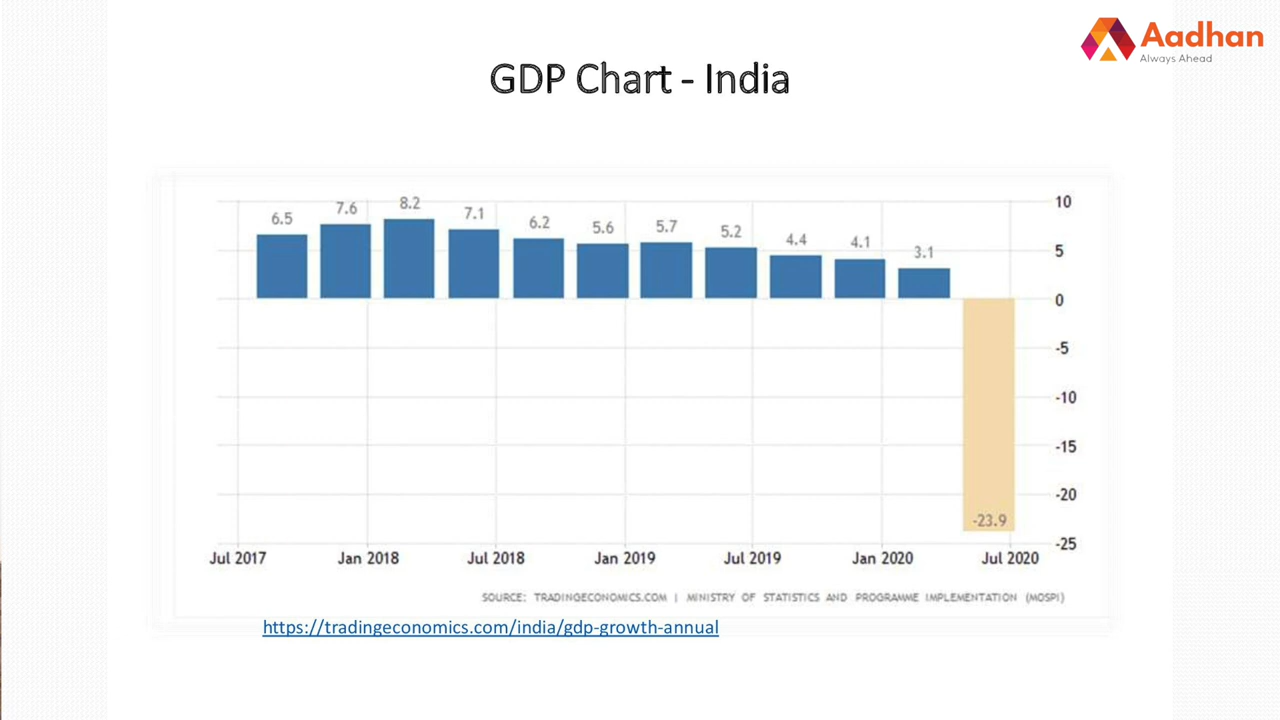 Aadhan
Always Ahead
GDP Chart - India
6.5 7.6 8.2 7.1 6.2 5.6 5.7 5.2 4.4 4.1 3.1 -23.9
10
5
0
-5
-10
-15
-20
-25
Jul 2017 Jan 2018 Jul 2018 Jan 2019 Jul 2019 Jan 2020 Jul 2020
SOURCE: TRADINGECONOMICS.COM | MINISTRY OF STATISTICS AND PROGRAMME IMPLEMENTATION (MOSPI)
https://tradingeconomics.com/india/gdp-growth-annual